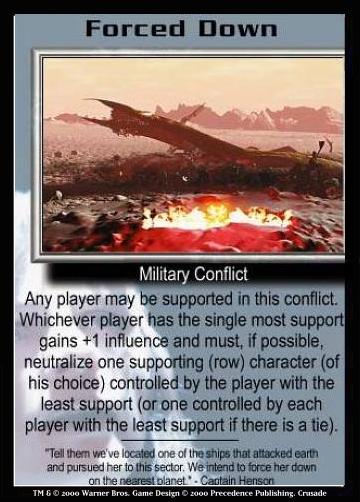 Forced Down
Military Conflict
Any player may be supported in this conflict.
Whichever player has the single most support
gains +1 influence and must, if possible,
neutralize one supporting (row) character (of
his choice) controlled by the player with the
least support (or one controlled by each
player with the least support if there is a tie).
"Tell them we've located one of the ships that attacked earth
and pursued her to this sector. We intend to force her down
on the nearest planet." - Captain Henson
TM & © 2000 Warner Bros. Game Design © 2000 Precedence Publishing. Crusade